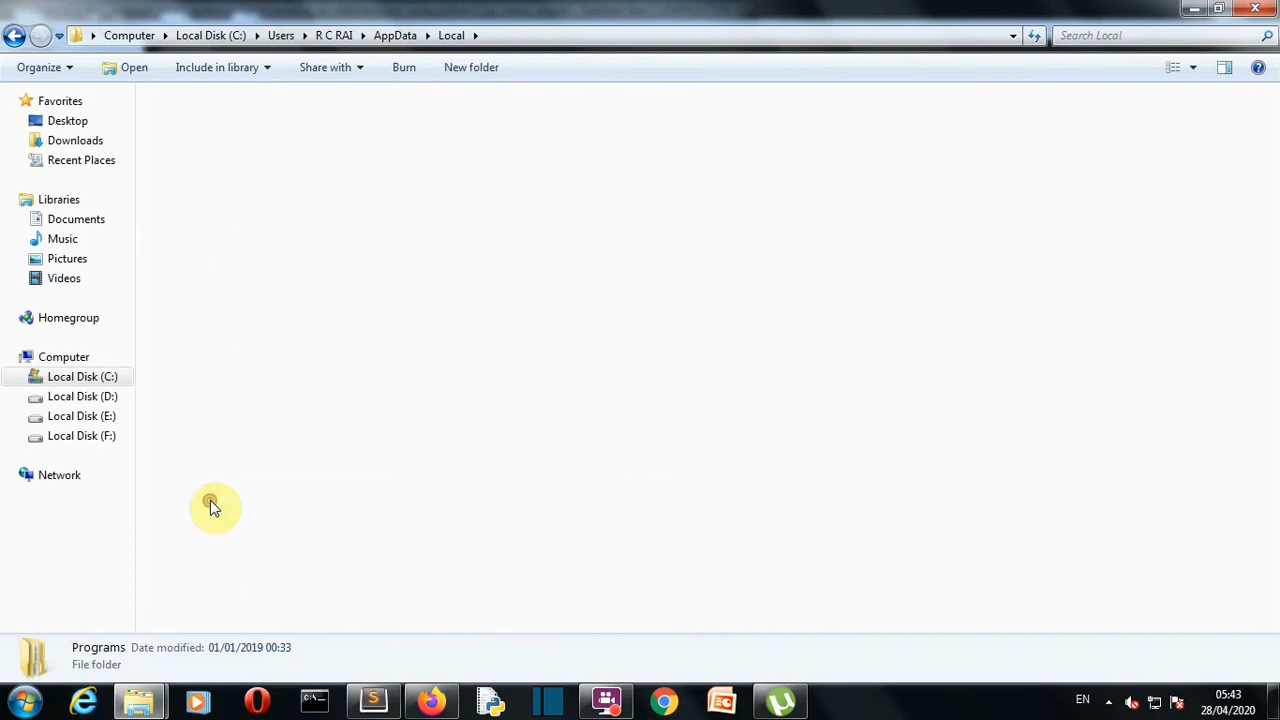 Computer Local Disk (C:) Users R C RAI AppData Local
Search Local
Organize Open Include in library Share with Burn New folder
Favorites
Desktop
Downloads
Recent Places
Libraries
Documents
Music
Pictures
Videos
Homegroup
Computer
Local Disk (C:)
Local Disk (D:)
Local Disk (E:)
Local Disk (F:)
Network
Programs Date modified: 01/01/2019 00:33
File folder
EN
05:43
28/04/2020